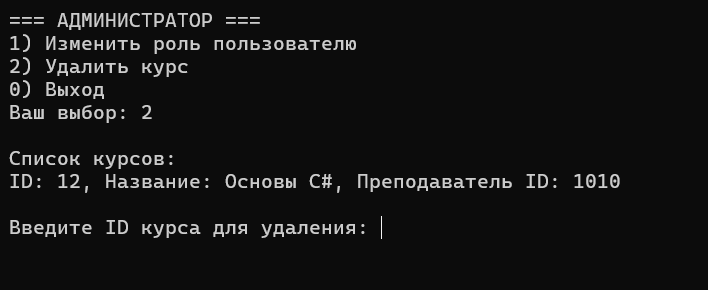 === АДМИНИСТРАТОР ===
1) Изменить роль пользователю
2) Удалить курс
0) Выход
Ваш выбор: 2
Список курсов:
ID: 12, Название: Основы C#, Преподаватель ID: 1010
Введите ID курса для удаления: